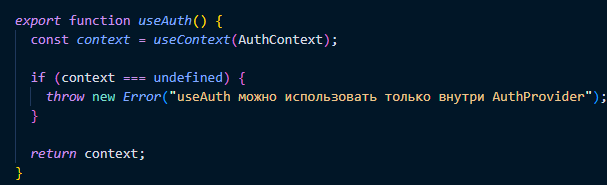 export function useAuth() {
const context = useContext(AuthContext);
if (context === undefined) {
throw new Error("useAuth можно использовать только внутри AuthProvider");
}
return context;
}